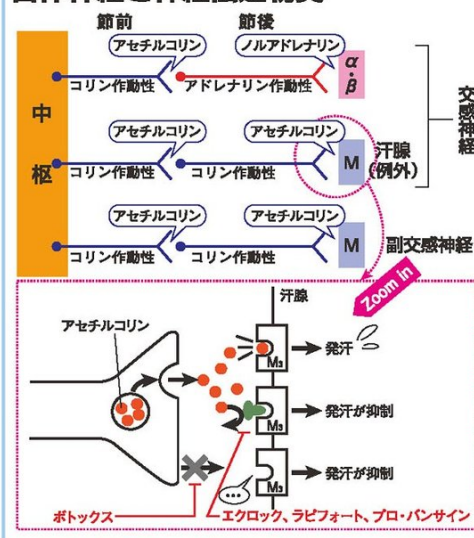 節前
節後
アセチルコリン
ノルアドレナリン
コリン作動性
アドレナリン作動性
α・β
中枢
交感神経
アセチルコリン
アセチルコリン
コリン作動性
コリン作動性
M
汗腺
(例外)
アセチルコリン
アセチルコリン
コリン作動性
コリン作動性
M
副交感神経
Zoom in
汗腺
アセチルコリン
M3
発汗
M3
発汗が抑制
M3
発汗が抑制
ボトックス
エクロック、ラピフォート、プロ・バンサイン